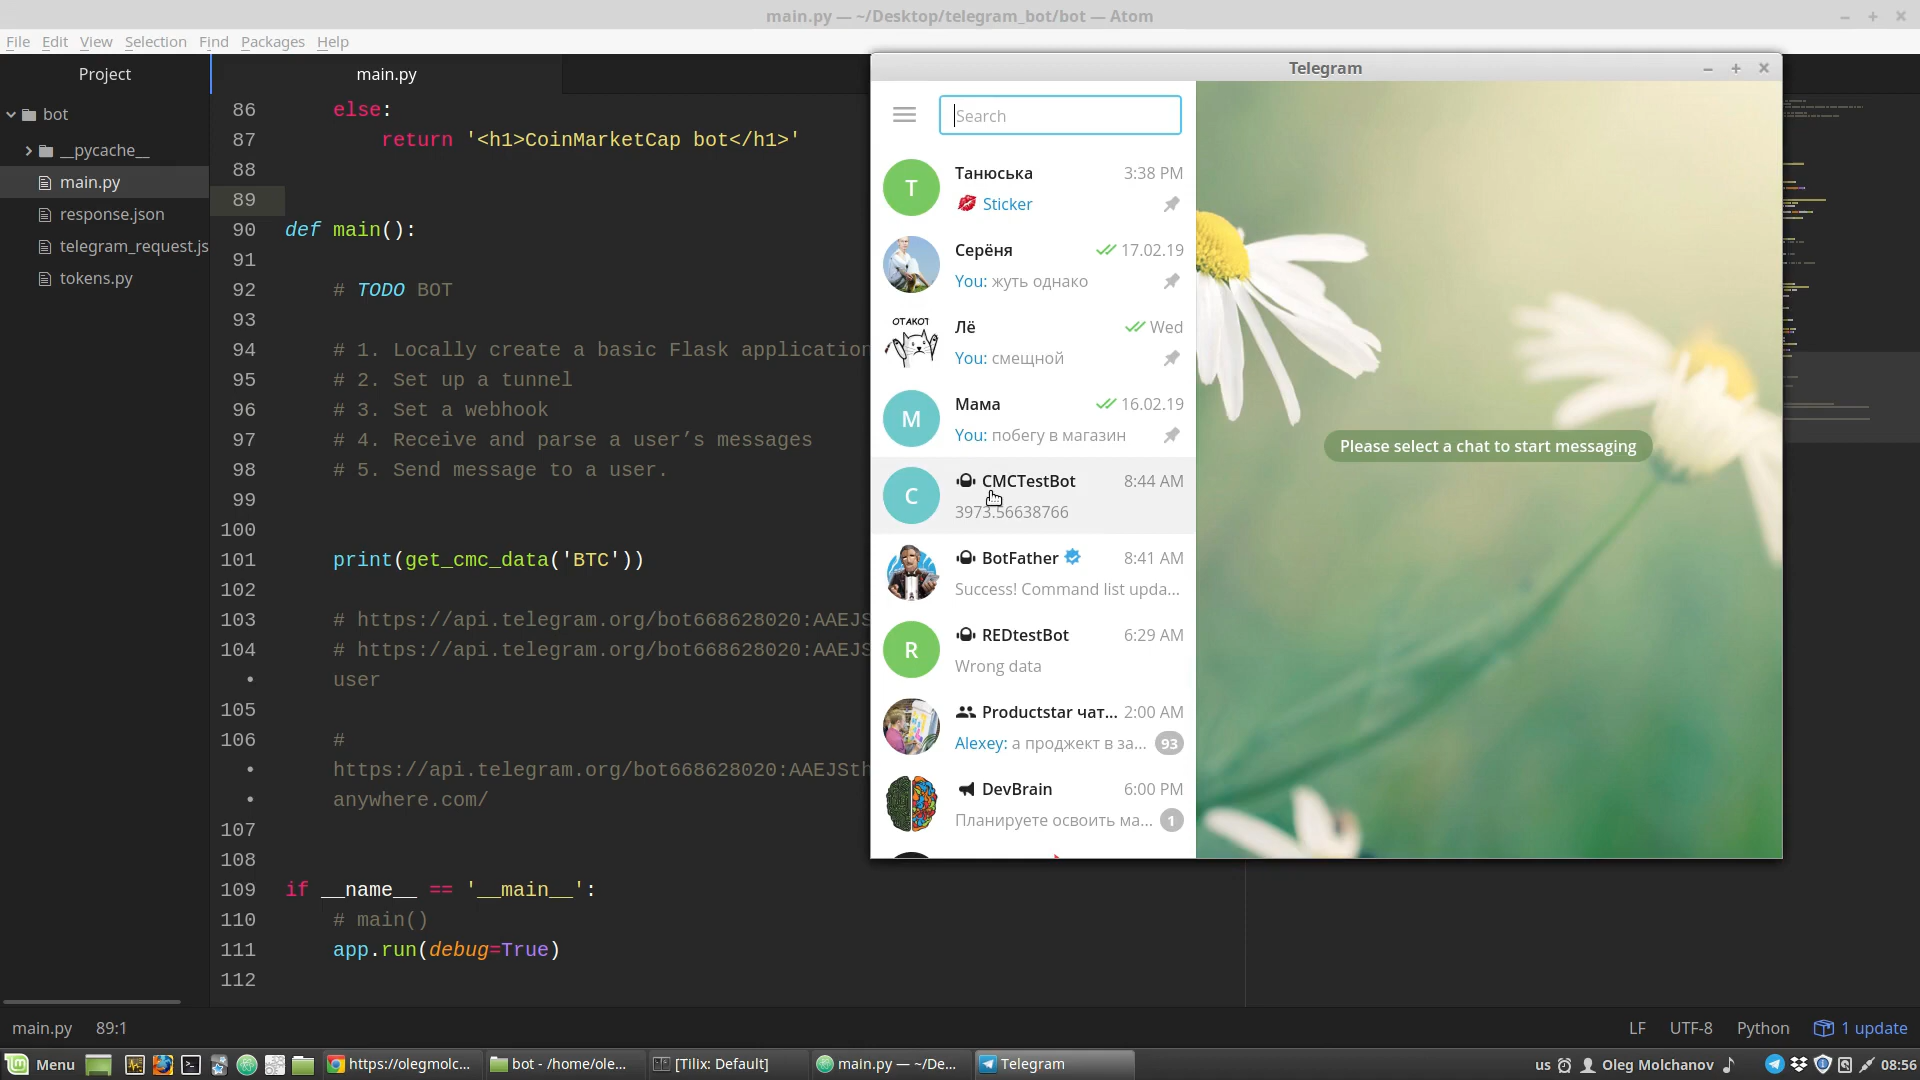 main.py — ~/Desktop/telegram_bot/bot — Atom
File Edit View Selection Find Packages Help
Project
main.py
bot
__pycache__
main.py
response.json
telegram_request.js
tokens.py
86 else:
87 return '<h1>CoinMarketCap bot</h1>'
88
89
90 def main():
91
92 # TODO BOT
93
94 # 1. Locally create a basic Flask application
95 # 2. Set up a tunnel
96 # 3. Set a webhook
97 # 4. Receive and parse a user’s messages
98 # 5. Send message to a user.
99
100
101 print(get_cmc_data('BTC'))
102
103 # https://api.telegram.org/bot668628020:AAEJS
104 # https://api.telegram.org/bot668628020:AAEJS
• user
105
106 #
• https://api.telegram.org/bot668628020:AAEJSth
• anywhere.com/
107
108
109 if __name__ == '__main__':
110 # main()
111 app.run(debug=True)
112
Telegram
Search
Т
Танюська 3:38 PM
Sticker
Серёня 17.02.19
You: жуть однако
ОТАКОТ
Лё Wed
You: смещной
М
Мама 16.02.19
You: побегу в магазин
C
CMCTestBot 8:44 AM
3973.56638766
BotFather 8:41 AM
Success! Command list upda...
R
REDtestBot 6:29 AM
Wrong data
Productstar чат... 2:00 AM
Alexey: а проджект в за... 93
DevBrain 6:00 PM
Планируете освоить ма... 1
Please select a chat to start messaging
main.py 89:1
LF UTF-8 Python 1 update
Menu
https://olegmolc...
bot - /home/ole...
[Tilix: Default]
main.py — ~/De...
Telegram
us
Oleg Molchanov
08:56